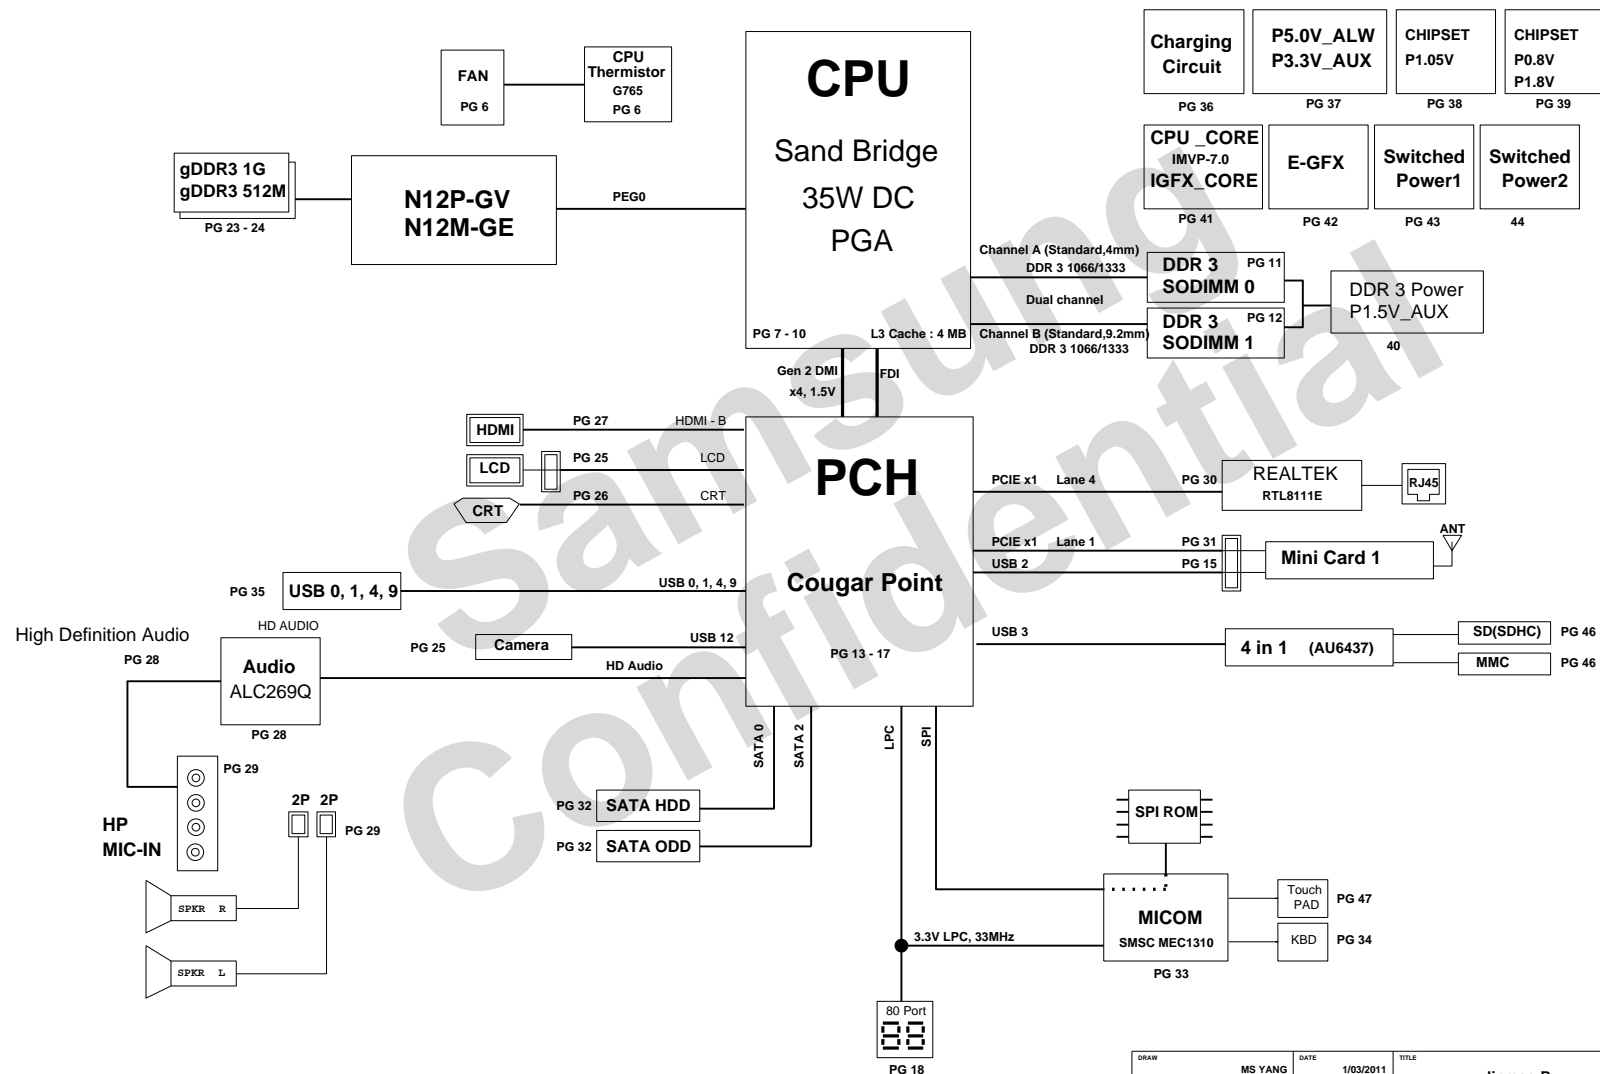 CPU
Thermistor
G765
PG 6
FAN
PG 6
CPU
Sand Bridge
35W DC
PGA
PG 7 - 10
L3 Cache : 4 MB
Charging
Circuit
PG 36
P5.0V_ALW
P3.3V_AUX
PG 37
CHIPSET
P1.05V
PG 38
CHIPSET
P0.8V
P1.8V
PG 39
CPU _CORE
IMVP-7.0
IGFX_CORE
PG 41
E-GFX
PG 42
Switched
Power1
PG 43
Switched
Power2
44
gDDR3 1G
gDDR3 512M
PG 23 - 24
N12P-GV
N12M-GE
PEG0
Channel A (Standard,4mm)
DDR 3 1066/1333
Dual channel
Channel B (Standard,9.2mm)
DDR 3 1066/1333
DDR 3 PG 11
SODIMM 0
DDR 3 PG 12
SODIMM 1
DDR 3 Power
P1.5V_AUX
40
Gen 2 DMI
x4, 1.5V
FDI
Samsung
Confidential
HDMI PG 27 HDMI - B
LCD PG 25 LCD
CRT PG 26 CRT
PCH
Cougar Point
PG 13 - 17
PCIE x1 Lane 4 PG 30
REALTEK
RTL8111E
RJ45
PCIE x1 Lane 1 PG 31
USB 2 PG 15
Mini Card 1
ANT
PG 35 USB 0, 1, 4, 9 USB 0, 1, 4, 9
PG 25 Camera USB 12
USB 3
4 in 1 (AU6437)
SD(SDHC) PG 46
MMC PG 46
High Definition Audio
PG 28
HD AUDIO
Audio
ALC269Q
PG 28
HD Audio
SATA 0
SATA 2
LPC
SPI
PG 29
HP
MIC-IN
2P 2P
PG 29
SPKR R
SPKR L
PG 32 SATA HDD
PG 32 SATA ODD
SPI ROM
MICOM
SMSC MEC1310
PG 33
Touch
PAD
PG 47
KBD
PG 34
3.3V LPC, 33MHz
80 Port
88
PG 18
DRAW
MS YANG
DATE
1/03/2011
TITLE